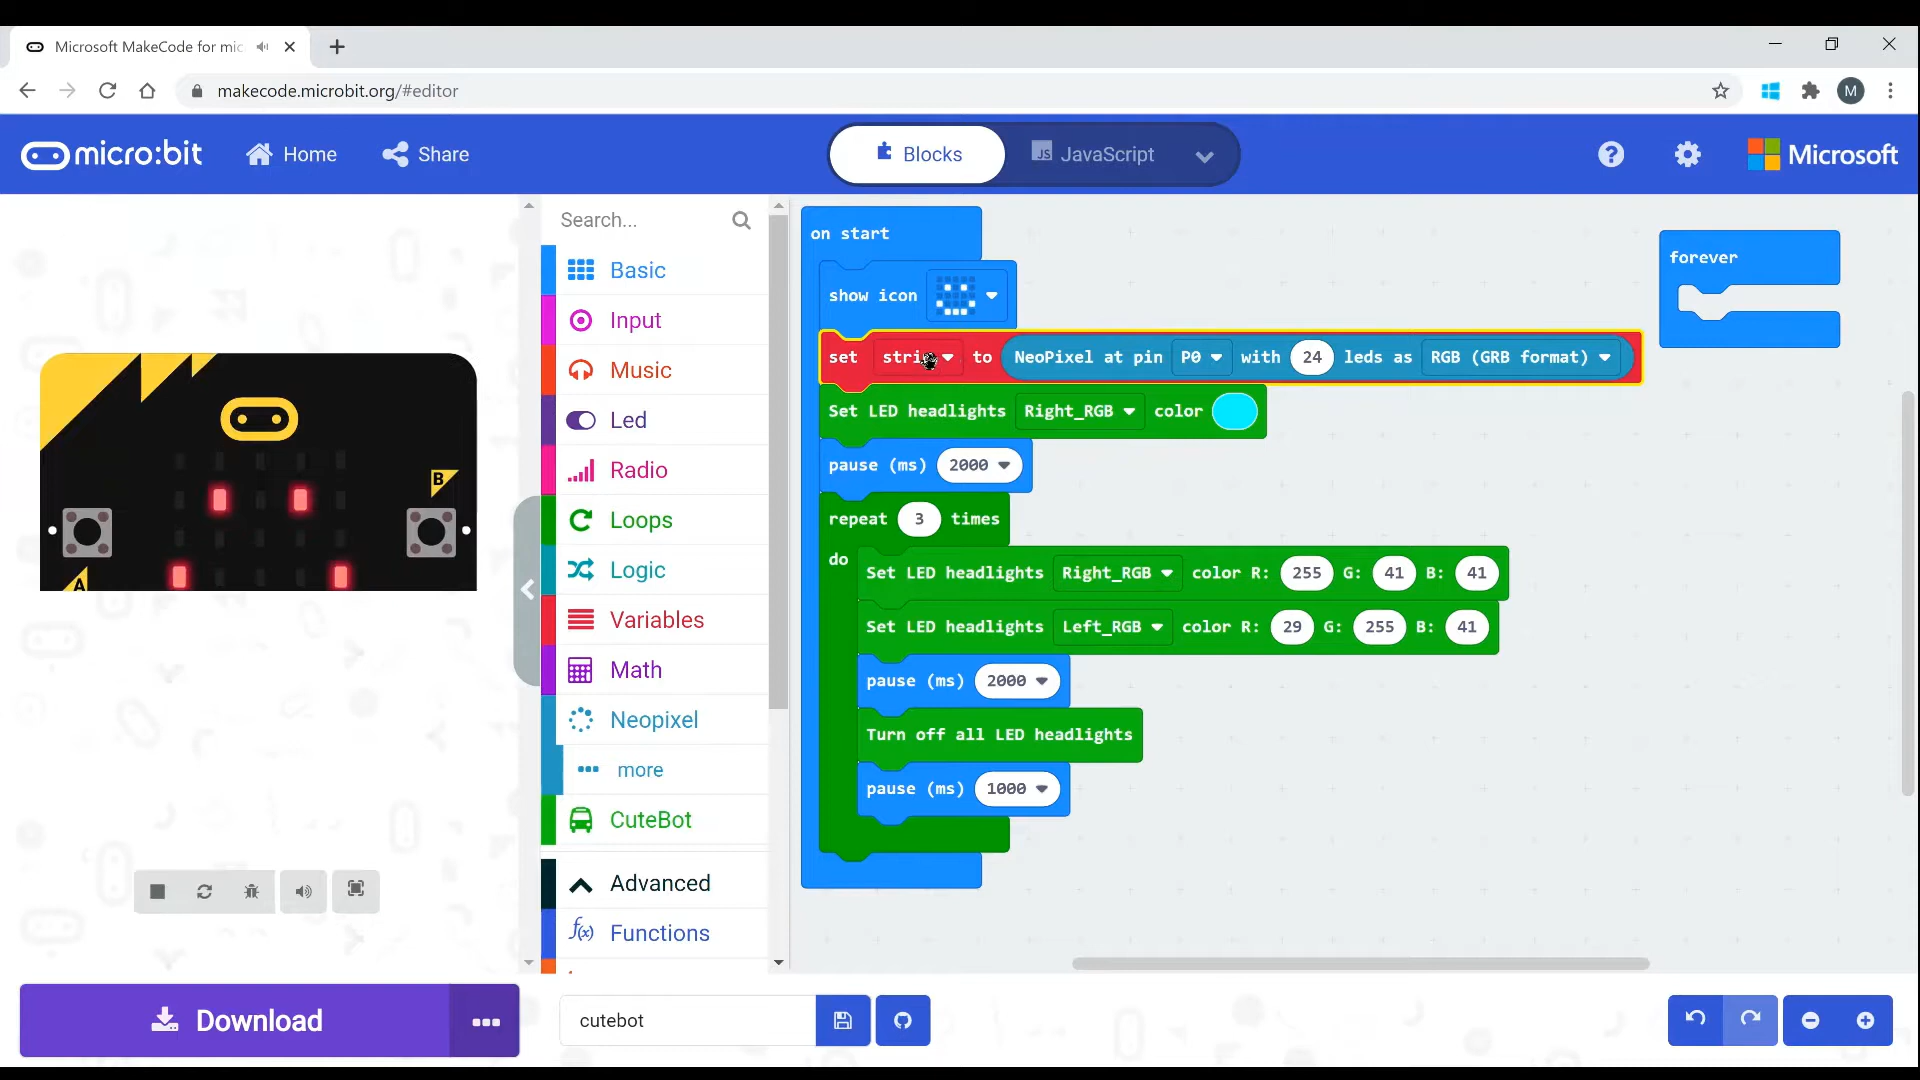 Microsoft MakeCode for mic
makecode.microbit.org/#editor
M
micro:bit
Home
Share
Blocks
JS JavaScript
?
Microsoft
Search...
Basic
Input
Music
Led
Radio
Loops
Logic
Variables
Math
Neopixel
more
CuteBot
Advanced
f(x) Functions
A
B
on start
show icon
set to NeoPixel at pin P0 with 24 leds as RGB (GRB format)
Set LED headlights Right_RGB color
pause (ms) 2000
repeat 3 times
do
Set LED headlights Right_RGB color R: 255 G: 41 B: 41
Set LED headlights Left_RGB color R: 29 G: 255 B: 41
pause (ms) 2000
Turn off all LED headlights
pause (ms) 1000
forever
Download
cutebot